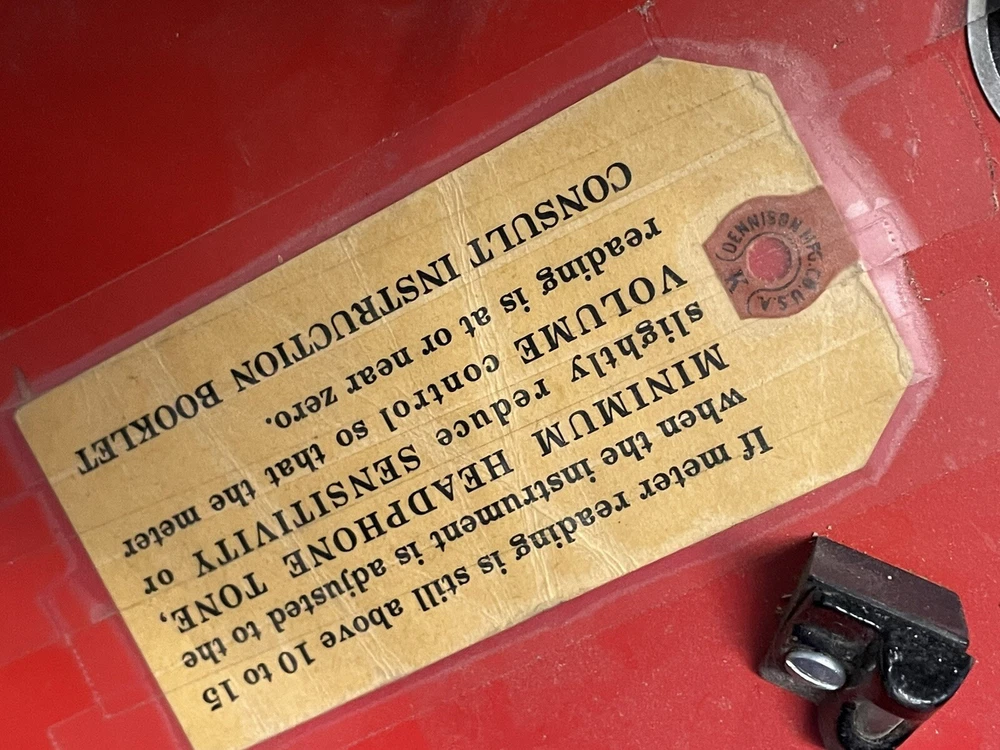 If meter reading is still above 10 to 15
when the instrument is adjusted to the
MINIMUM HEADPHONE TONE,
slightly reduce SENSITIVITY or
VOLUME control so that the meter
reading is at or near zero.
CONSULT INSTRUCTION BOOKLET
DENNISON MFG. CO. U.S.A.